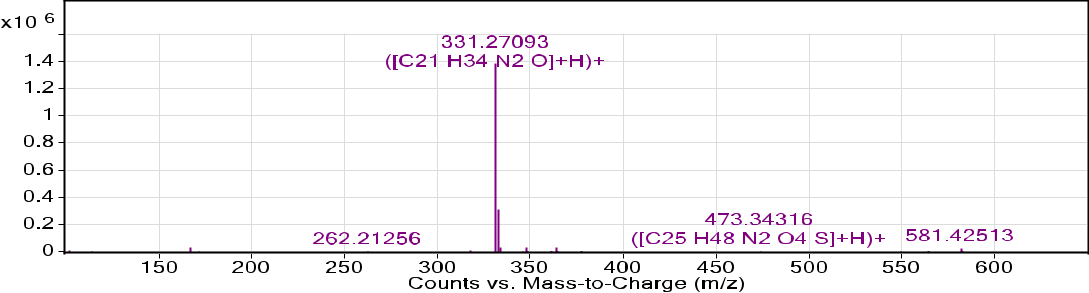 x10 6
331.27093
([C21 H34 N2 O]+H)+
1.4
1.2
1
0.8
0.6
0.4
0.2
0
262.21256
473.34316
([C25 H48 N2 O4 S]+H)+
581.42513
150 200 250 300 350 400 450 500 550 600
Counts vs. Mass-to-Charge (m/z)